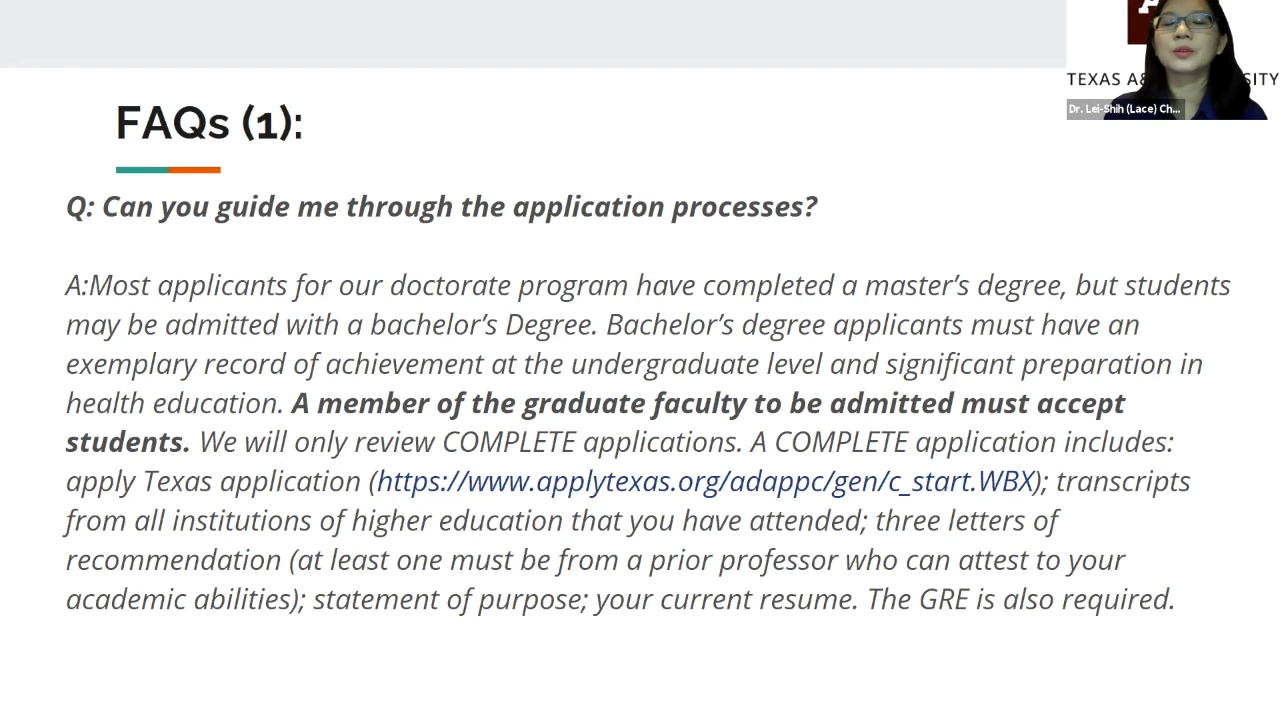 FAQs (1):
Q: Can you guide me through the application processes?
A:Most applicants for our doctorate program have completed a master's degree, but students
may be admitted with a bachelor's Degree. Bachelor's degree applicants must have an
exemplary record of achievement at the undergraduate level and significant preparation in
health education. A member of the graduate faculty to be admitted must accept
students. We will only review COMPLETE applications. A COMPLETE application includes:
apply Texas application (https://www.applytexas.org/adappc/gen/c_start.WBX); transcripts
from all institutions of higher education that you have attended; three letters of
recommendation (at least one must be from a prior professor who can attest to your
academic abilities); statement of purpose; your current resume. The GRE is also required.
TEXAS
Dr. Lei-Shih (Lace) Ch...